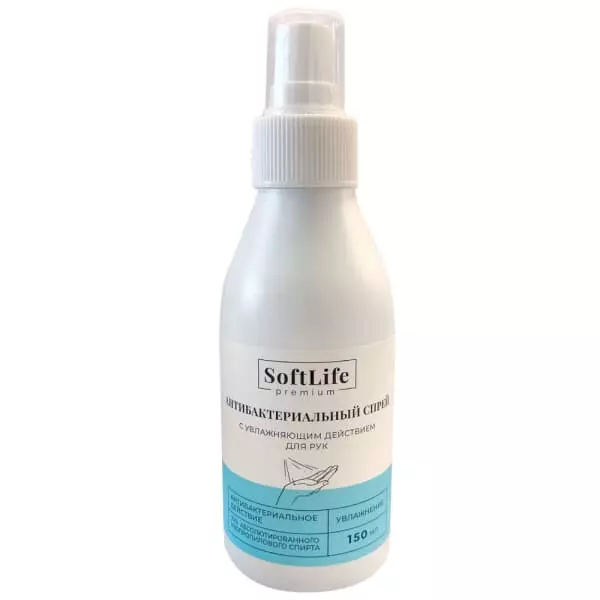 SoftLife
premium
АНТИБАКТЕРИАЛЬНЫЙ СПРЕЙ
С УВЛАЖНЯЮЩИМ ДЕЙСТВИЕМ
ДЛЯ РУК
АНТИБАКТЕРИАЛЬНОЕ
ДЕЙСТВИЕ
АБСОЛЮТИРОВАННОГО
ИЗОПРОПИЛОВОГО СПИРТА
УВЛАЖНЕНИЕ
150 мл